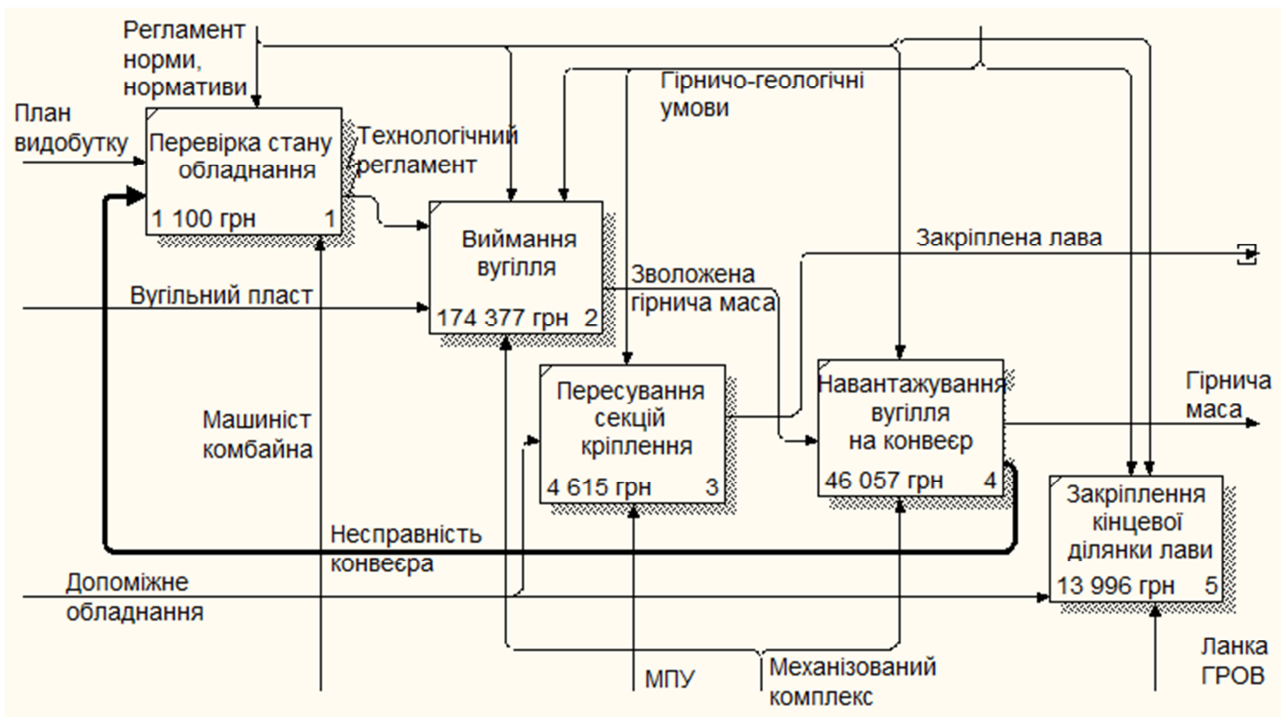 Регламент
норми,
нормативи
План
видобутку
Перевірка стану
обладнання
1 100 грн 1
Технологічний
регламент
Гірничо-геологічні
умови
Виймання
вугілля
174 377 грн 2
Вугільний пласт
Зволожена
гірнича маса
Закріплена лава
Пересування
секцій
кріплення
4 615 грн 3
Навантажування
вугілля
на конвеєр
46 057 грн 4
Гірнича
маса
Машиніст
комбайна
Несправність
конвеєра
Закріплення
кінцевої
ділянки лави
13 996 грн 5
Допоміжне
обладнання
МПУ
Механізований
комплекс
Ланка
ГРОВ